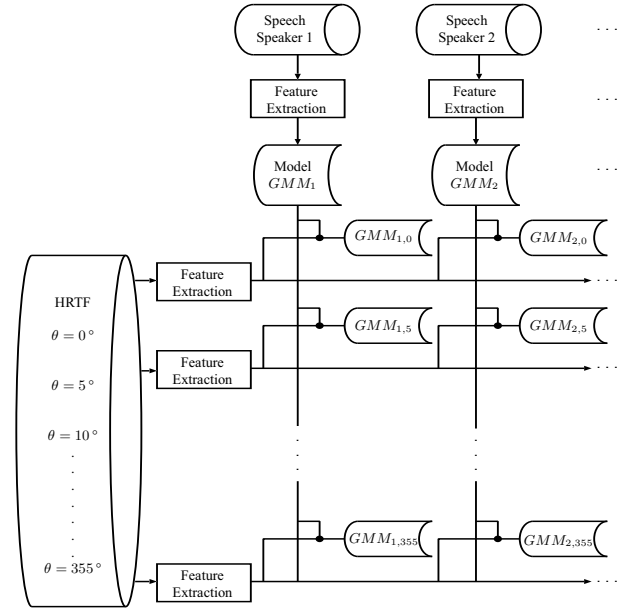 Speech
Speaker 1
Speech
Speaker 2
. . .
Feature
Extraction
Feature
Extraction
. . .
Model
GMM₁
Model
GMM₂
. . .
GMM₁,₀
GMM₂,₀
HRTF
Feature
Extraction
. . .
θ = 0°
GMM₁,₅
GMM₂,₅
Feature
Extraction
. . .
θ = 5°
θ = 10°
θ = 355°
GMM₁,₃₅₅
GMM₂,₃₅₅
Feature
Extraction
. . .